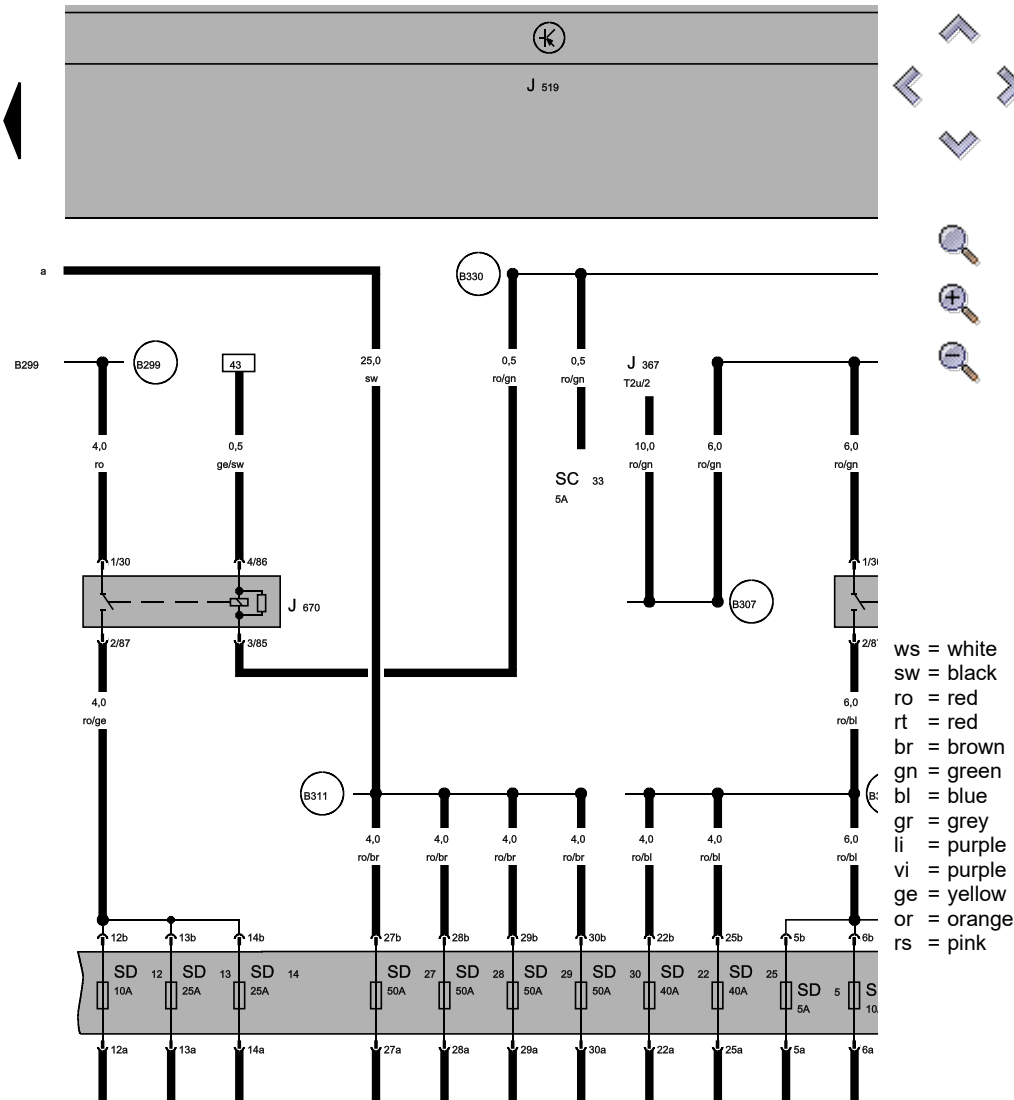 J 519
a
B330
B299
B299
43
25,0
sw
0,5
ro/gn
0,5
ro/gn
J 367
T2u/2
4,0
ro
0,5
ge/sw
10,0
ro/gn
6,0
ro/gn
6,0
ro/gn
SC 33
5A
1/30
4/86
J 670
B307
2/87
3/85
4,0
ro/ge
6,0
ro/bl
ws = white
sw = black
ro = red
rt = red
br = brown
gn = green
bl = blue
gr = grey
li = purple
vi = purple
ge = yellow
or = orange
rs = pink
B311
4,0
ro/br
4,0
ro/br
4,0
ro/br
4,0
ro/br
4,0
ro/bl
4,0
ro/bl
6,0
ro/bl
12b 13b 14b 27b 28b 29b 30b 22b 25b 5b 6b
SD 12
10A
SD 13
25A
SD 14
25A
SD 27
50A
SD 28
50A
SD 29
50A
SD 30
50A
SD 22
40A
SD 25
40A
SD 5
5A
12a 13a 14a 27a 28a 29a 30a 22a 25a 5a 6a